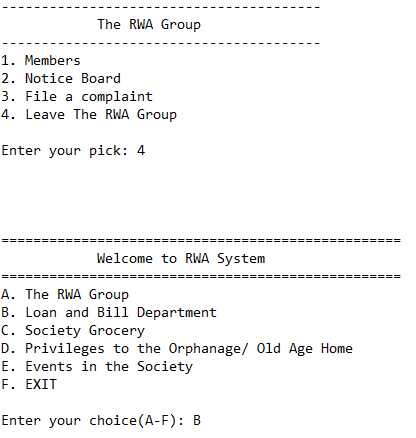 ----------------------------------------
The RWA Group
----------------------------------------
1. Members
2. Notice Board
3. File a complaint
4. Leave The RWA Group
Enter your pick: 4
==================================================
Welcome to RWA System
==================================================
A. The RWA Group
B. Loan and Bill Department
C. Society Grocery
D. Privileges to the Orphanage/ Old Age Home
E. Events in the Society
F. EXIT
Enter your choice(A-F): B